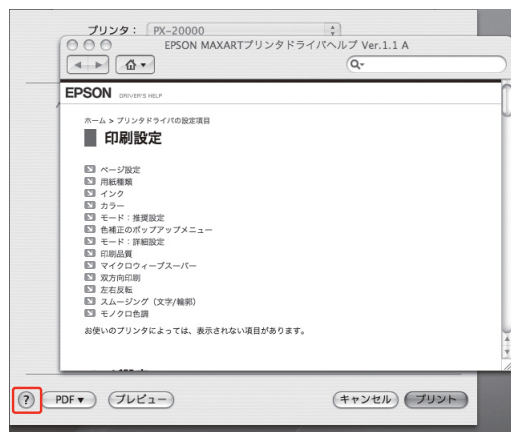 プリンタ： PX-20000
EPSON MAXARTプリンタドライバヘルプ Ver.1.1 A
EPSON DRIVER'S HELP
ホーム > プリンタドライバの設定項目
印刷設定
ページ設定
用紙種類
インク
カラー
モード：推奨設定
色補正のポップアップメニュー
モード：詳細設定
印刷品質
マイクロウィーブスーパー
双方向印刷
左右反転
スムージング（文字/輪郭）
モノクロ色調
お使いのプリンタによっては、表示されない項目があります。
? PDF▼ プレビュー キャンセル プリント